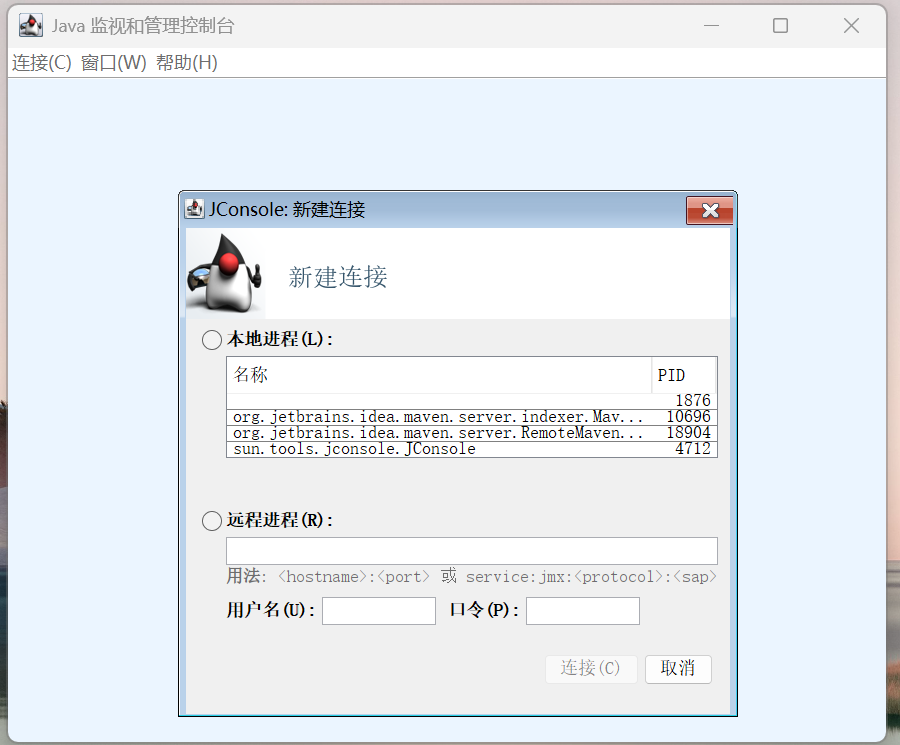 Java 监视和管理控制台
连接(C) 窗口(W) 帮助(H)
JConsole: 新建连接
新建连接
本地进程(L):
名称 PID
1876
org.jetbrains.idea.maven.server.indexer.Mav... 10696
org.jetbrains.idea.maven.server.RemoteMaven... 18904
sun.tools.jconsole.JConsole 4712
远程进程(R):
用法: <hostname>:<port> 或 service:jmx:<protocol>:<sap>
用户名(U): 口令(P):
连接(C) 取消